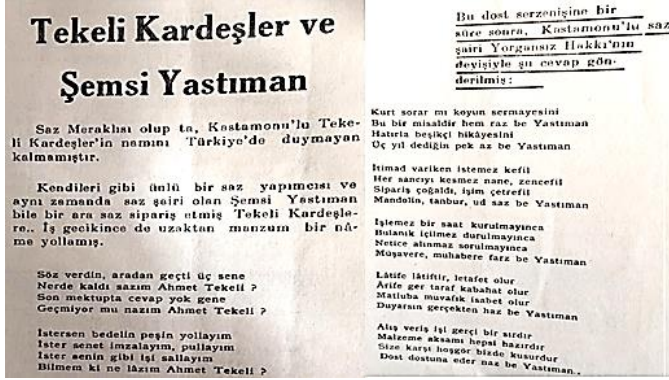 Tekeli Kardeşler ve
Şemsi Yastıman
Saz Meraklısı olup ta, Kastamonu'lu Teke-
li Kardeşler'in namını Türkiye'de duymayan
kalmamıştır.
Kendileri gibi ünlü bir saz yapımcısı ve
aynı zamanda saz şairi olan Şemsi Yastıman
bile bir ara saz sipariş etmiş Tekeli Kardeşle-
re.. İş gecikince de uzaktan manzum bir nâ-
me yollamış.
Söz verdin, aradan geçti üç sene
Nerde kaldı sazım Ahmet Tekeli ?
Son mektupta cevap yok gene
Geçmiyor mu nazım Ahmet Tekeli ?
İstersen bedelin peşin yollayım
İster senet imzalayım, pullayım
İster senin gibi işi sallayım
Bilmem ki ne lâzım Ahmet Tekeli ?
Bu dost serzenişine bir
süre sonra, Kastamonu'lu saz
şairi Yorgansız Hakkı'nın
deyişiyle şu cevap gön-
derilmiş :
Kurt sorar mı koyun sermayesini
Bu bir misaldir hem raz be Yastıman
Hatırla beşikçi hikâyesini
Üç yıl dediğin pek az be Yastıman
İtimad variken istemez kefil
Her sancıyı kesmez nane, zencefil
Sipariş çoğaldı, işim çetrefil
Mandolin, tanbur, ud saz be Yastıman
İşlemez bir saat kurulmayınca
Bulanık içilmez durulmayınca
Netice alınmaz sorulmayınca
Müşavere, muhabere farz be Yastıman
Lâtife lâtiftir, letafet olur
Ârife ger taraf kabahat olur
Matluba muvafık isabet olur
Duyarsın gerçekten haz be Yastıman
Alış veriş işi gerçi bir sırdır
Malzeme aksamı hepsi hazırdır
Size karşı hoşgör bizde kusurdur
Dost dostuna eder naz be Yastıman..